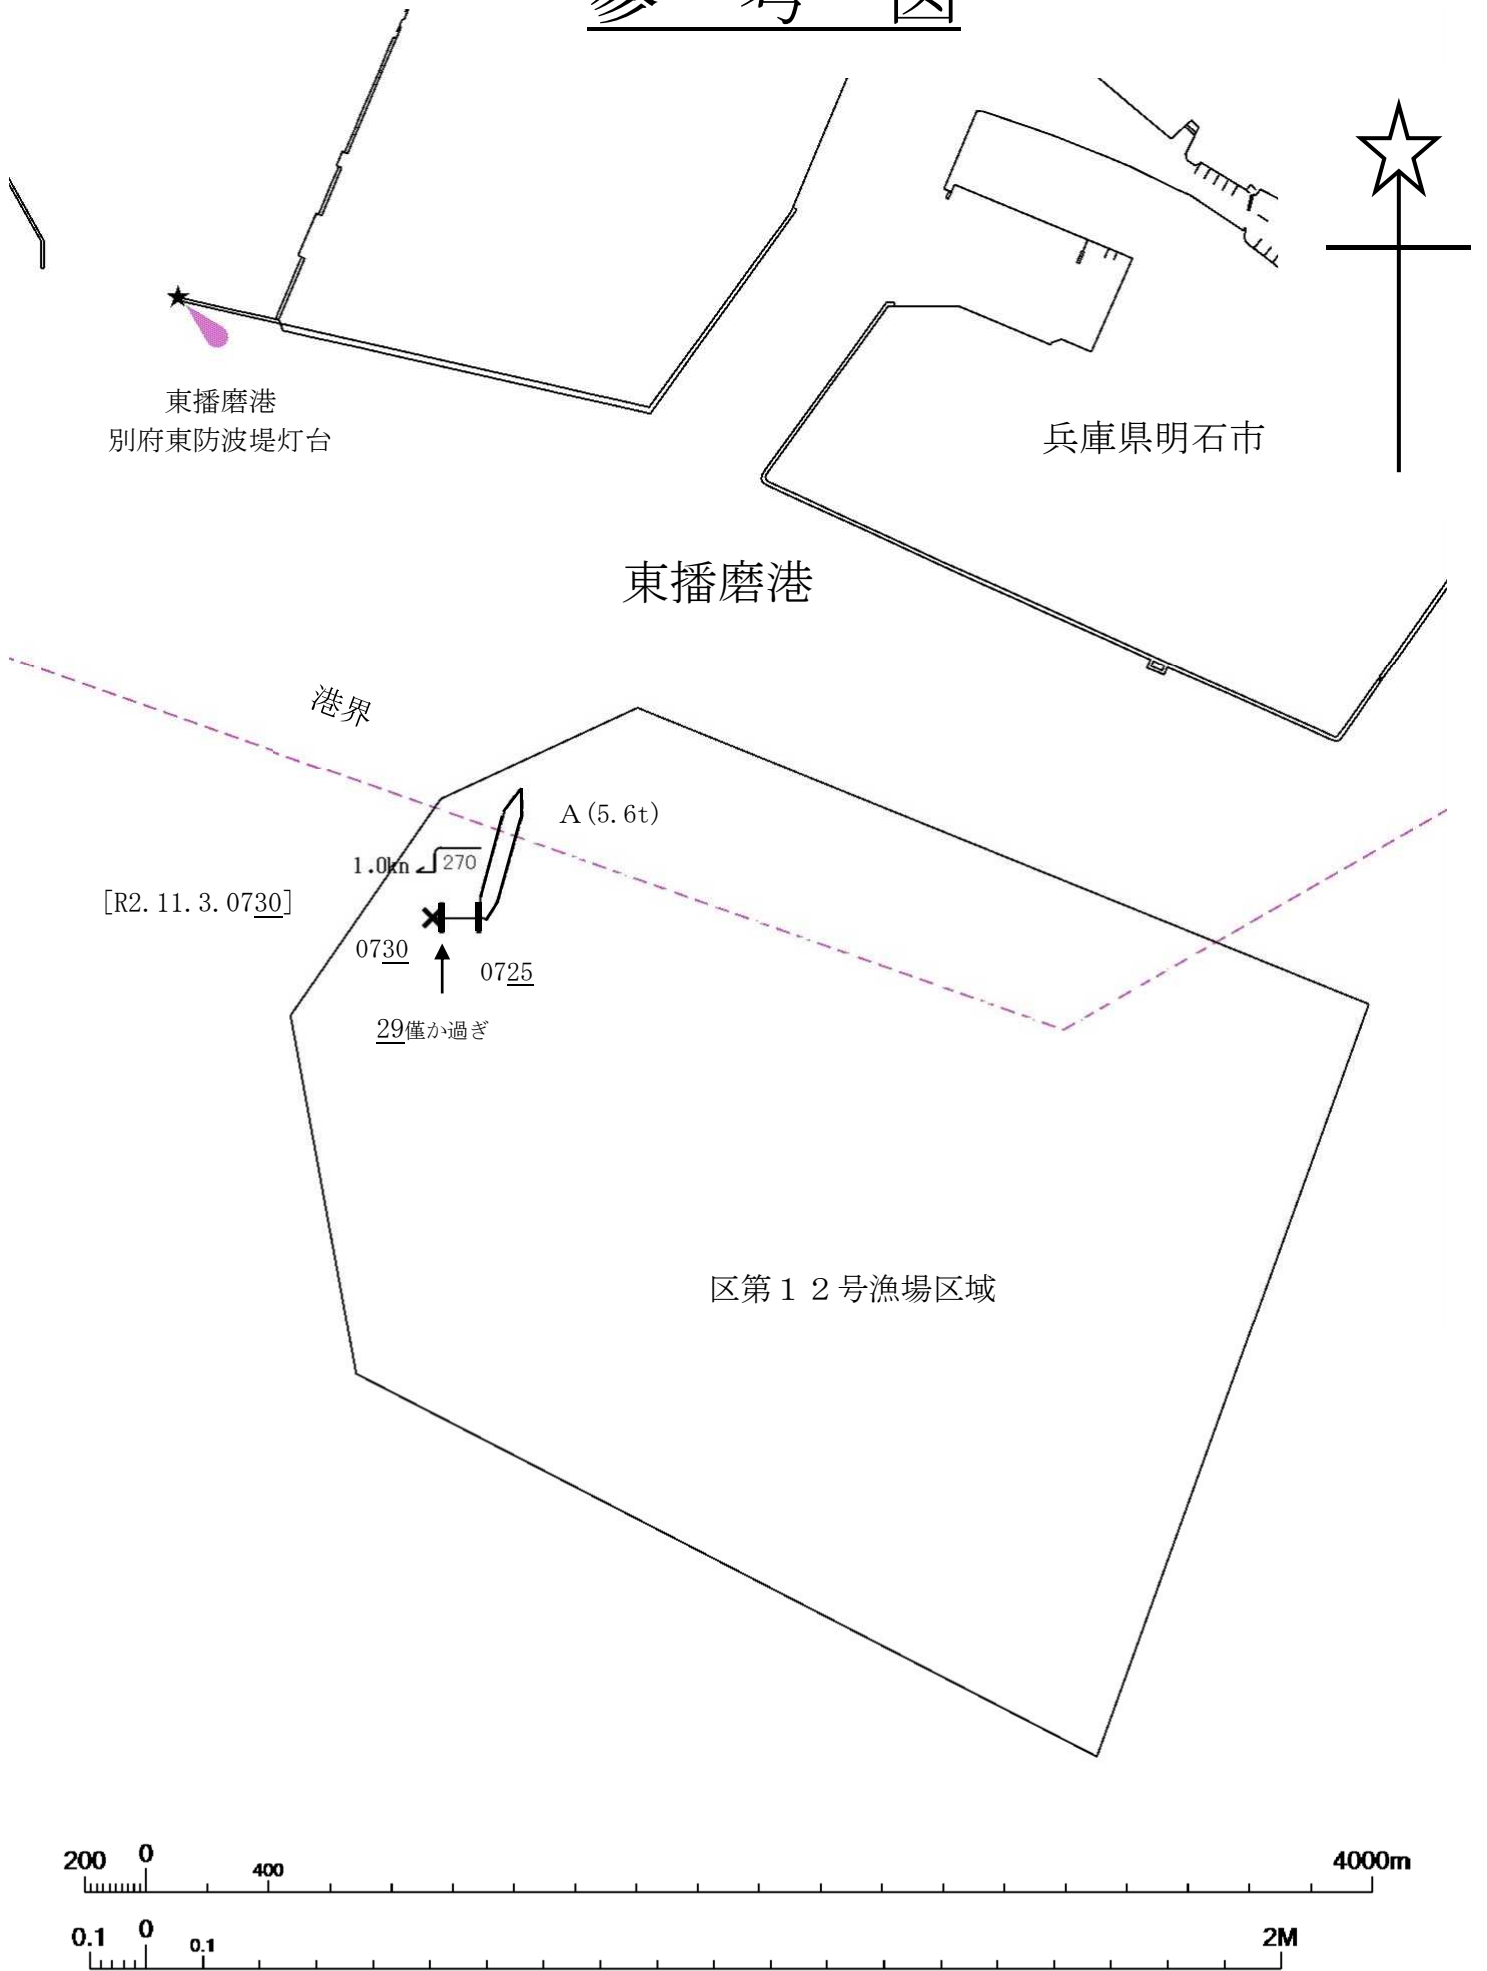 参 考 図
東播磨港
別府東防波堤灯台
兵庫県明石市
東播磨港
港界
A(5.6t)
1.0kn
270
[R2.11.3.0730]
0730
0725
29僅か過ぎ
区第12号漁場区域
200 0 400 4000m
0.1 0 0.1 2M